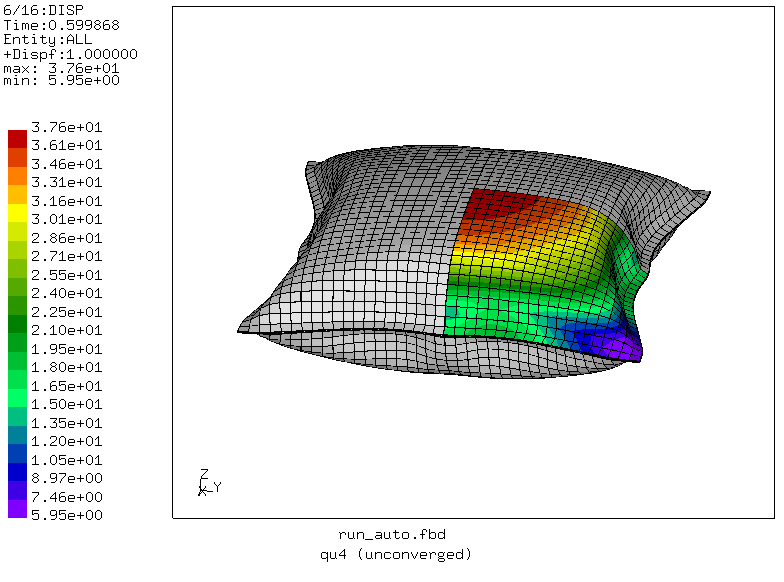 6/16:DISP
Time:0.599868
Entity:ALL
+Dispf:1.000000
max: 3.76e+01
min: 5.95e+00
3.76e+01
3.61e+01
3.46e+01
3.31e+01
3.16e+01
3.01e+01
2.86e+01
2.71e+01
2.55e+01
2.40e+01
2.25e+01
2.10e+01
1.95e+01
1.80e+01
1.65e+01
1.50e+01
1.35e+01
1.20e+01
1.05e+01
8.97e+00
7.46e+00
5.95e+00
Z
Y
X
run_auto.fbd
qu4 (unconverged)